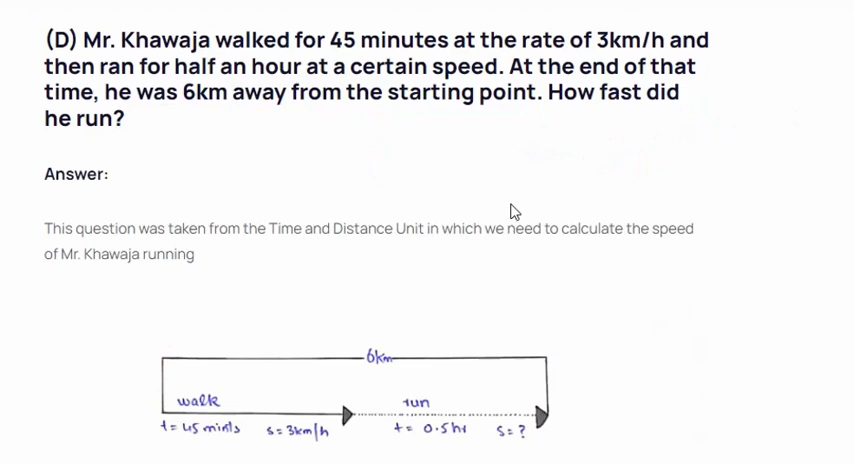 (D) Mr. Khawaja walked for 45 minutes at the rate of 3km/h and
then ran for half an hour at a certain speed. At the end of that
time, he was 6km away from the starting point. How fast did
he run?
Answer:
This question was taken from the Time and Distance Unit in which we need to calculate the speed
of Mr. Khawaja running
6km
walk run
t= 45 mints s= 3km/h t= 0.5hr s= ?